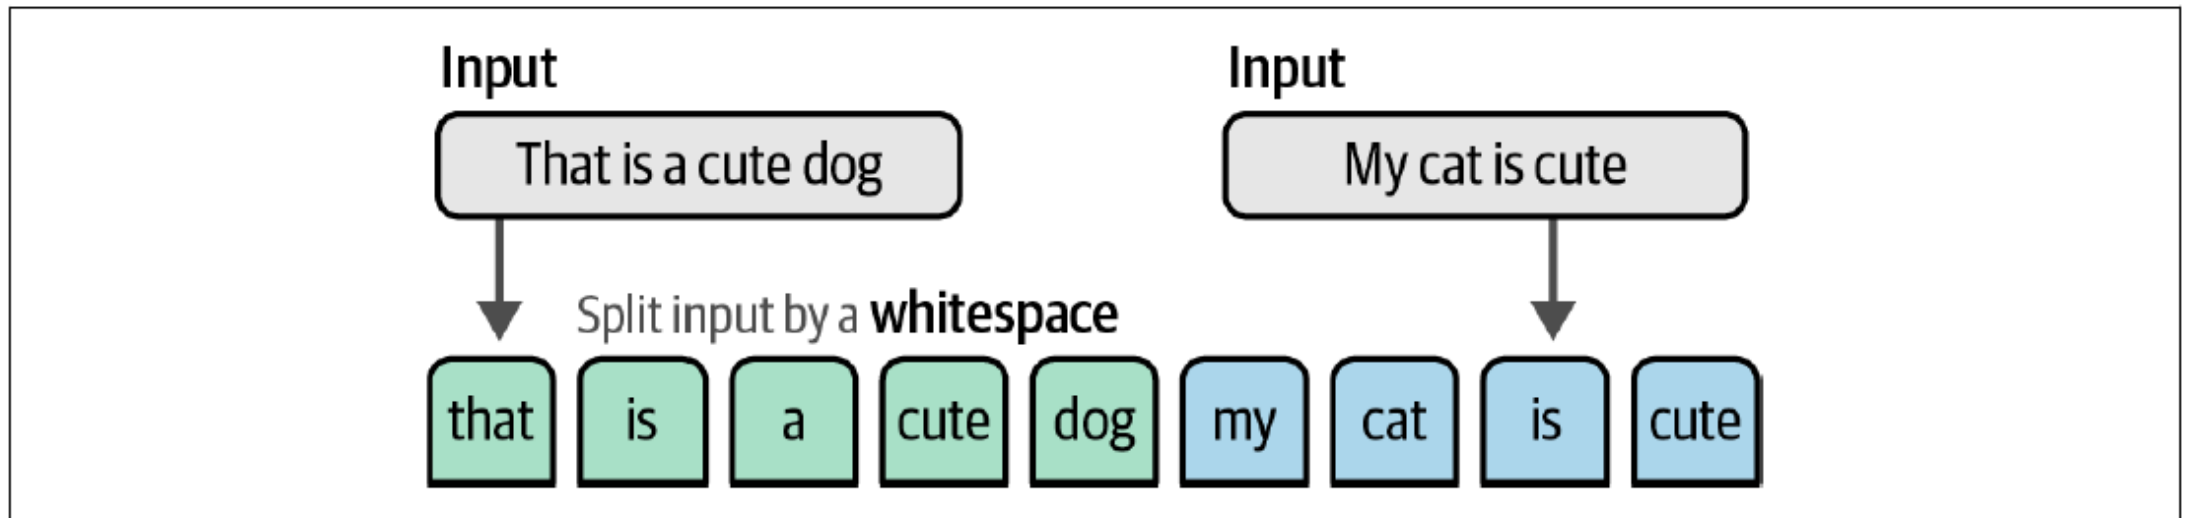 Input
Input
That is a cute dog
My cat is cute
Split input by a whitespace
that is a cute dog my cat is cute